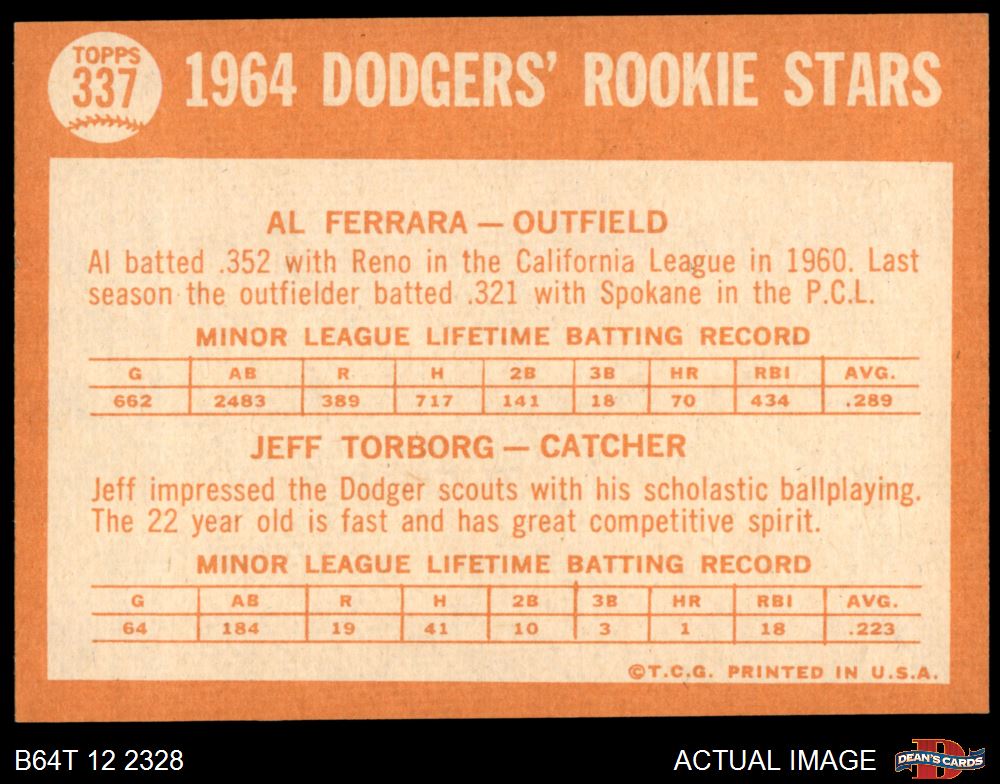 TOPPS
337
1964 DODGERS' ROOKIE STARS
AL FERRARA — OUTFIELD
Al batted .352 with Reno in the California League in 1960. Last
season the outfielder batted .321 with Spokane in the P.C.L.
MINOR LEAGUE LIFETIME BATTING RECORD
G AB R H 2B 3B HR RBI AVG.
662 2483 389 717 141 18 70 434 .289
JEFF TORBORG — CATCHER
Jeff impressed the Dodger scouts with his scholastic ballplaying.
The 22 year old is fast and has great competitive spirit.
MINOR LEAGUE LIFETIME BATTING RECORD
G AB R H 2B 3B HR RBI AVG.
64 184 19 41 10 3 1 18 .223
©T.C.G. PRINTED IN U.S.A.
B64T 12 2328
ACTUAL IMAGE
D
DEAN'S CARDS